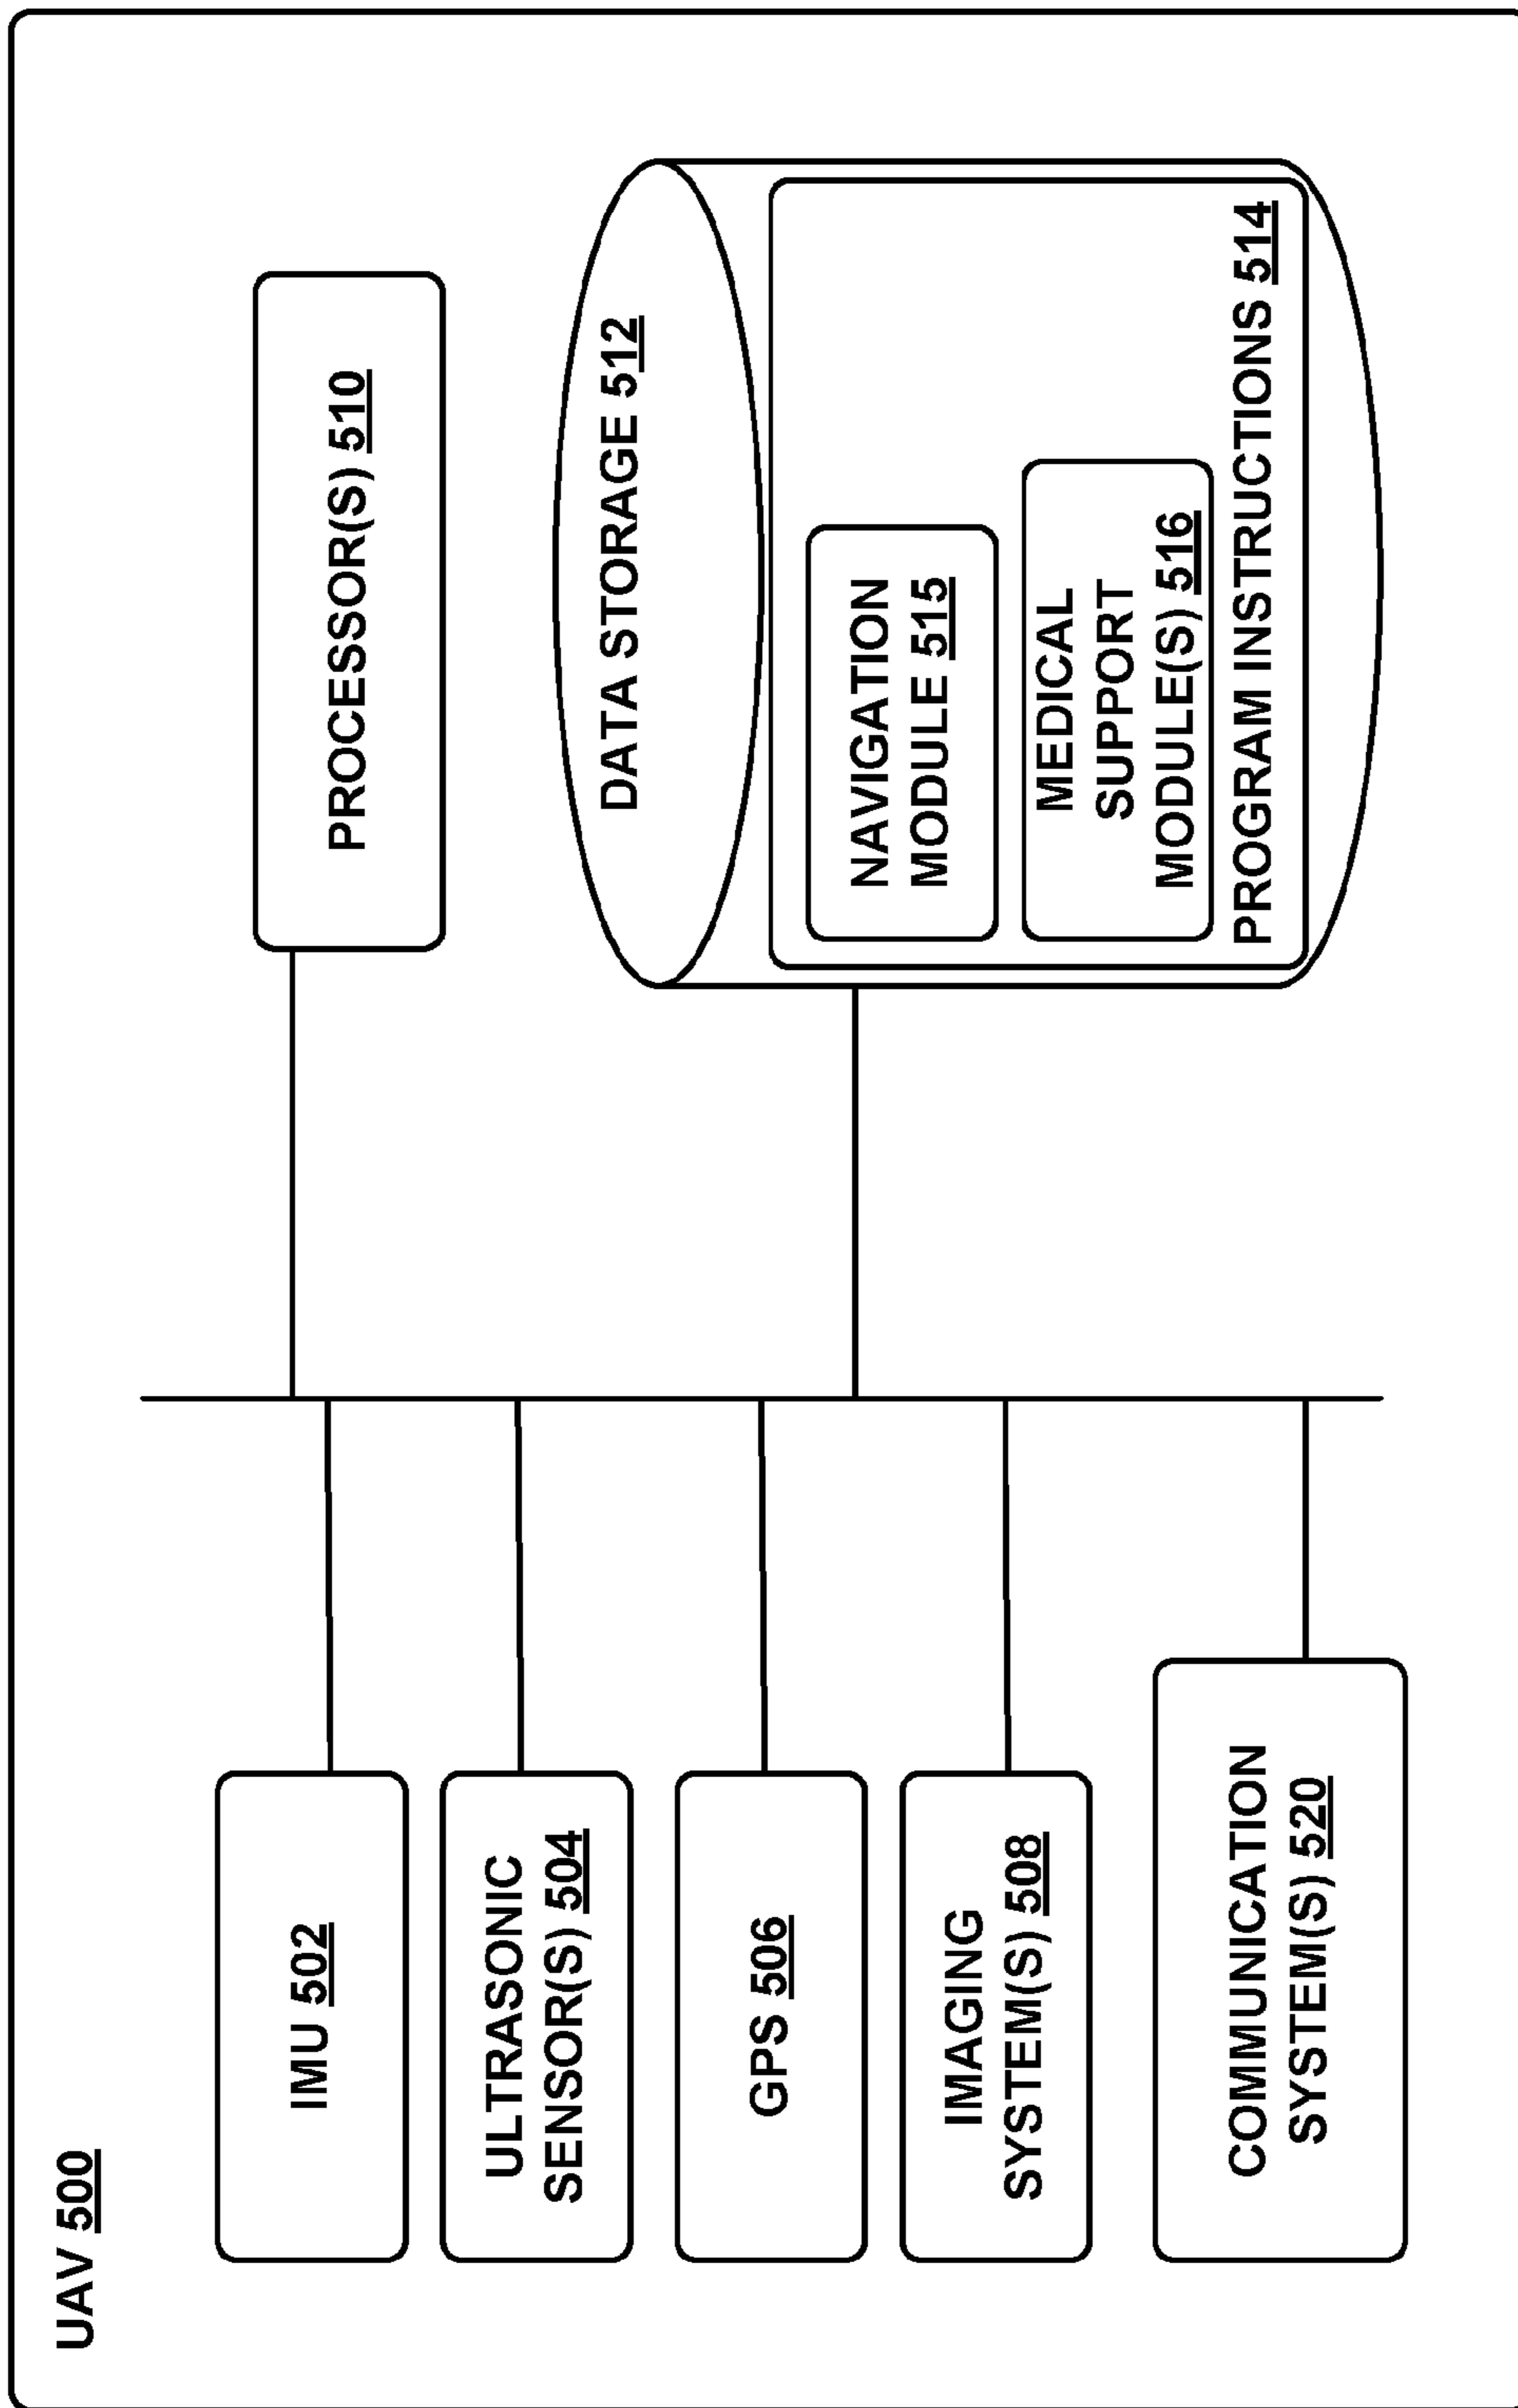 UAV 500
IMU 502
ULTRASONIC
SENSOR(S) 504
GPS 506
IMAGING
SYSTEM(S) 508
COMMUNICATION
SYSTEM(S) 520
PROCESSOR(S) 510
DATA STORAGE 512
NAVIGATION
MODULE 515
MEDICAL
SUPPORT
MODULE(S) 516
PROGRAM INSTRUCTIONS 514